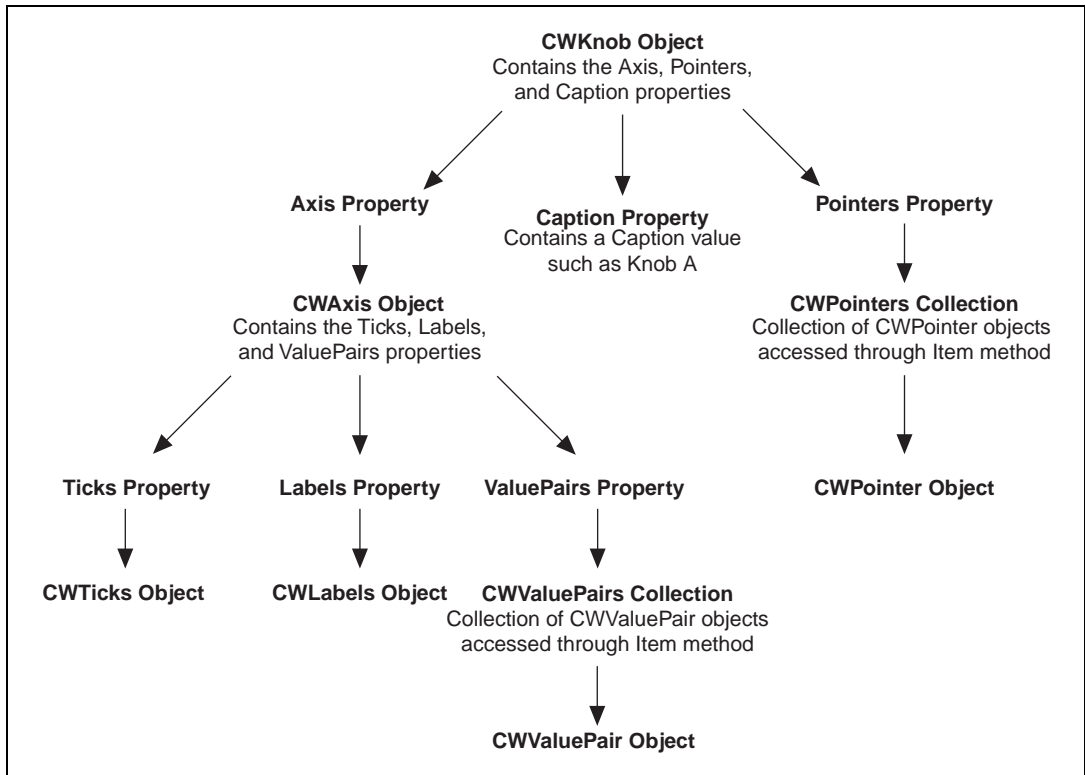 CWKnob Object
Contains the Axis, Pointers,
and Caption properties
Axis Property
Caption Property
Contains a Caption value
such as Knob A
Pointers Property
CWAxis Object
Contains the Ticks, Labels,
and ValuePairs properties
CWPointers Collection
Collection of CWPointer objects
accessed through Item method
Ticks Property
Labels Property
ValuePairs Property
CWPointer Object
CWTicks Object
CWLabels Object
CWValuePairs Collection
Collection of CWValuePair objects
accessed through Item method
CWValuePair Object